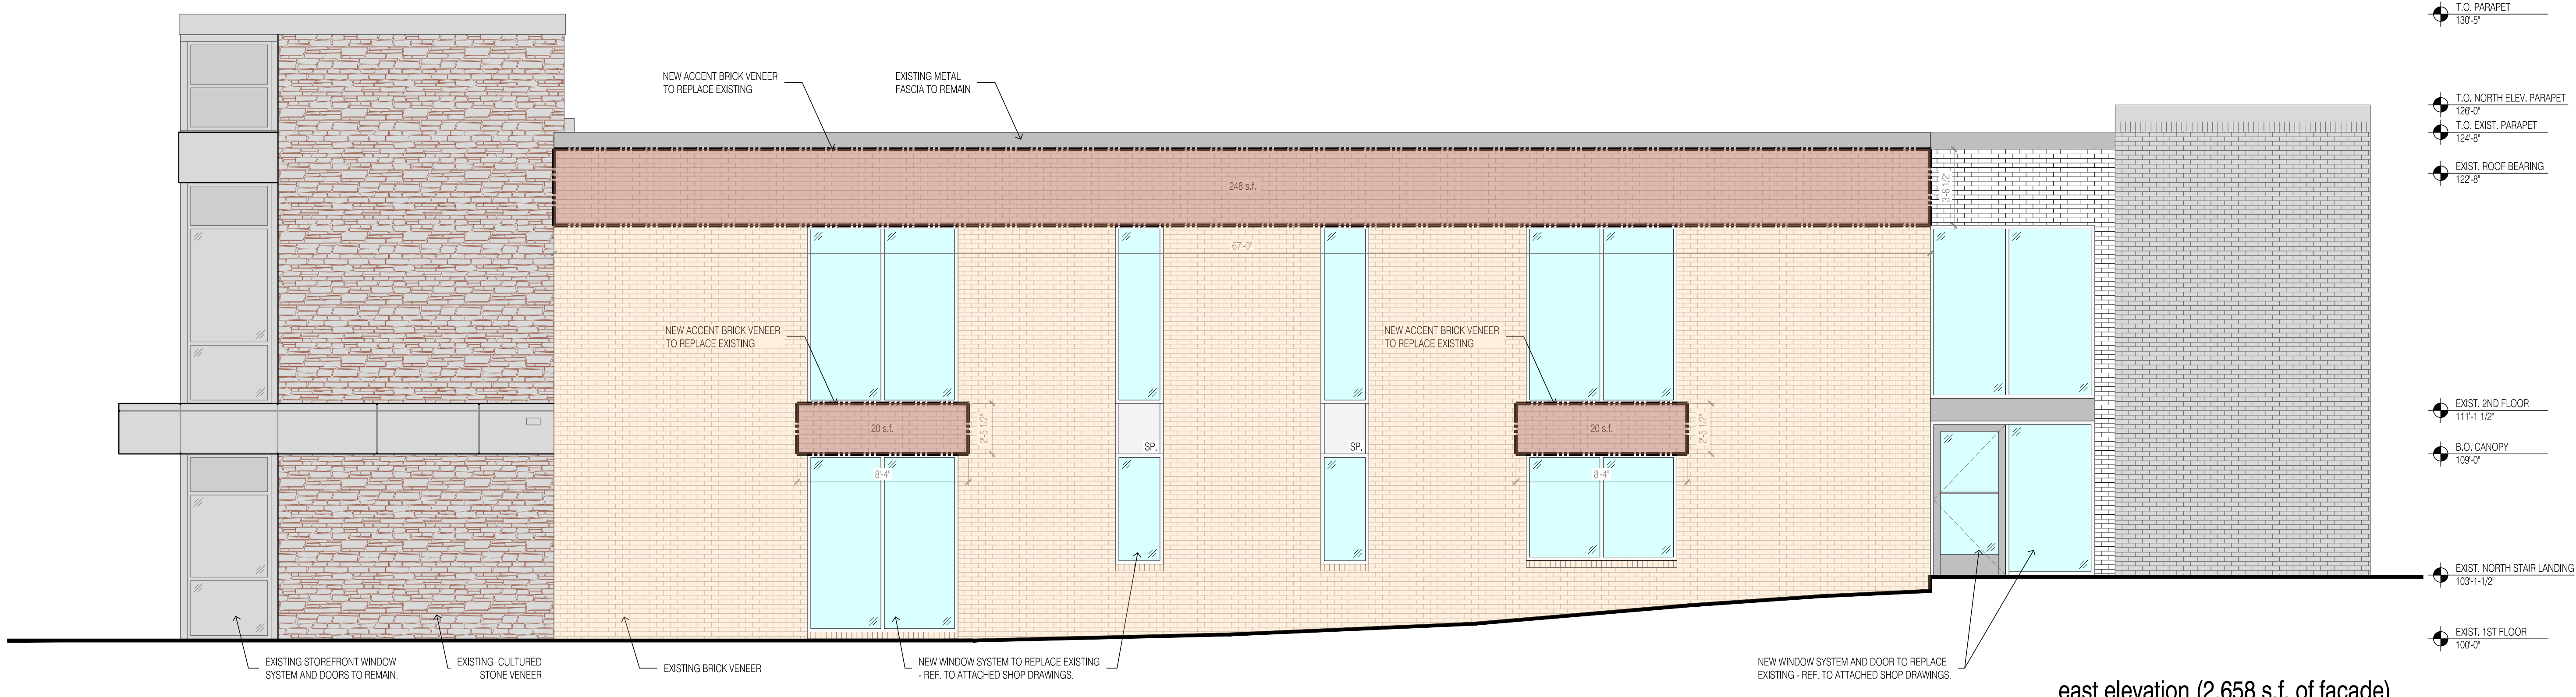 T.O. PARAPET
130'-5"
NEW ACCENT BRICK VENEER
TO REPLACE EXISTING
EXISTING METAL
FASCIA TO REMAIN
T.O. NORTH ELEV. PARAPET
126'-0"
T.O. EXIST. PARAPET
124'-8"
EXIST. ROOF BEARING
122'-8"
248 s.f.
3'-8 1/2"
67'-0"
NEW ACCENT BRICK VENEER
TO REPLACE EXISTING
NEW ACCENT BRICK VENEER
TO REPLACE EXISTING
EXIST. 2ND FLOOR
111'-1 1/2"
20 s.f.
2'-5 1/2"
SP.
SP.
20 s.f.
2'-5 1/2"
B.O. CANOPY
109'-0"
8'-4"
8'-4"
EXIST. NORTH STAIR LANDING
103'-1-1/2"
EXIST. 1ST FLOOR
100'-0"
EXISTING STOREFRONT WINDOW
SYSTEM AND DOORS TO REMAIN.
EXISTING CULTURED
STONE VENEER
EXISTING BRICK VENEER
NEW WINDOW SYSTEM TO REPLACE EXISTING
- REF. TO ATTACHED SHOP DRAWINGS.
NEW WINDOW SYSTEM AND DOOR TO REPLACE
EXISTING - REF. TO ATTACHED SHOP DRAWINGS.
east elevation (2,658 s.f. of facade)